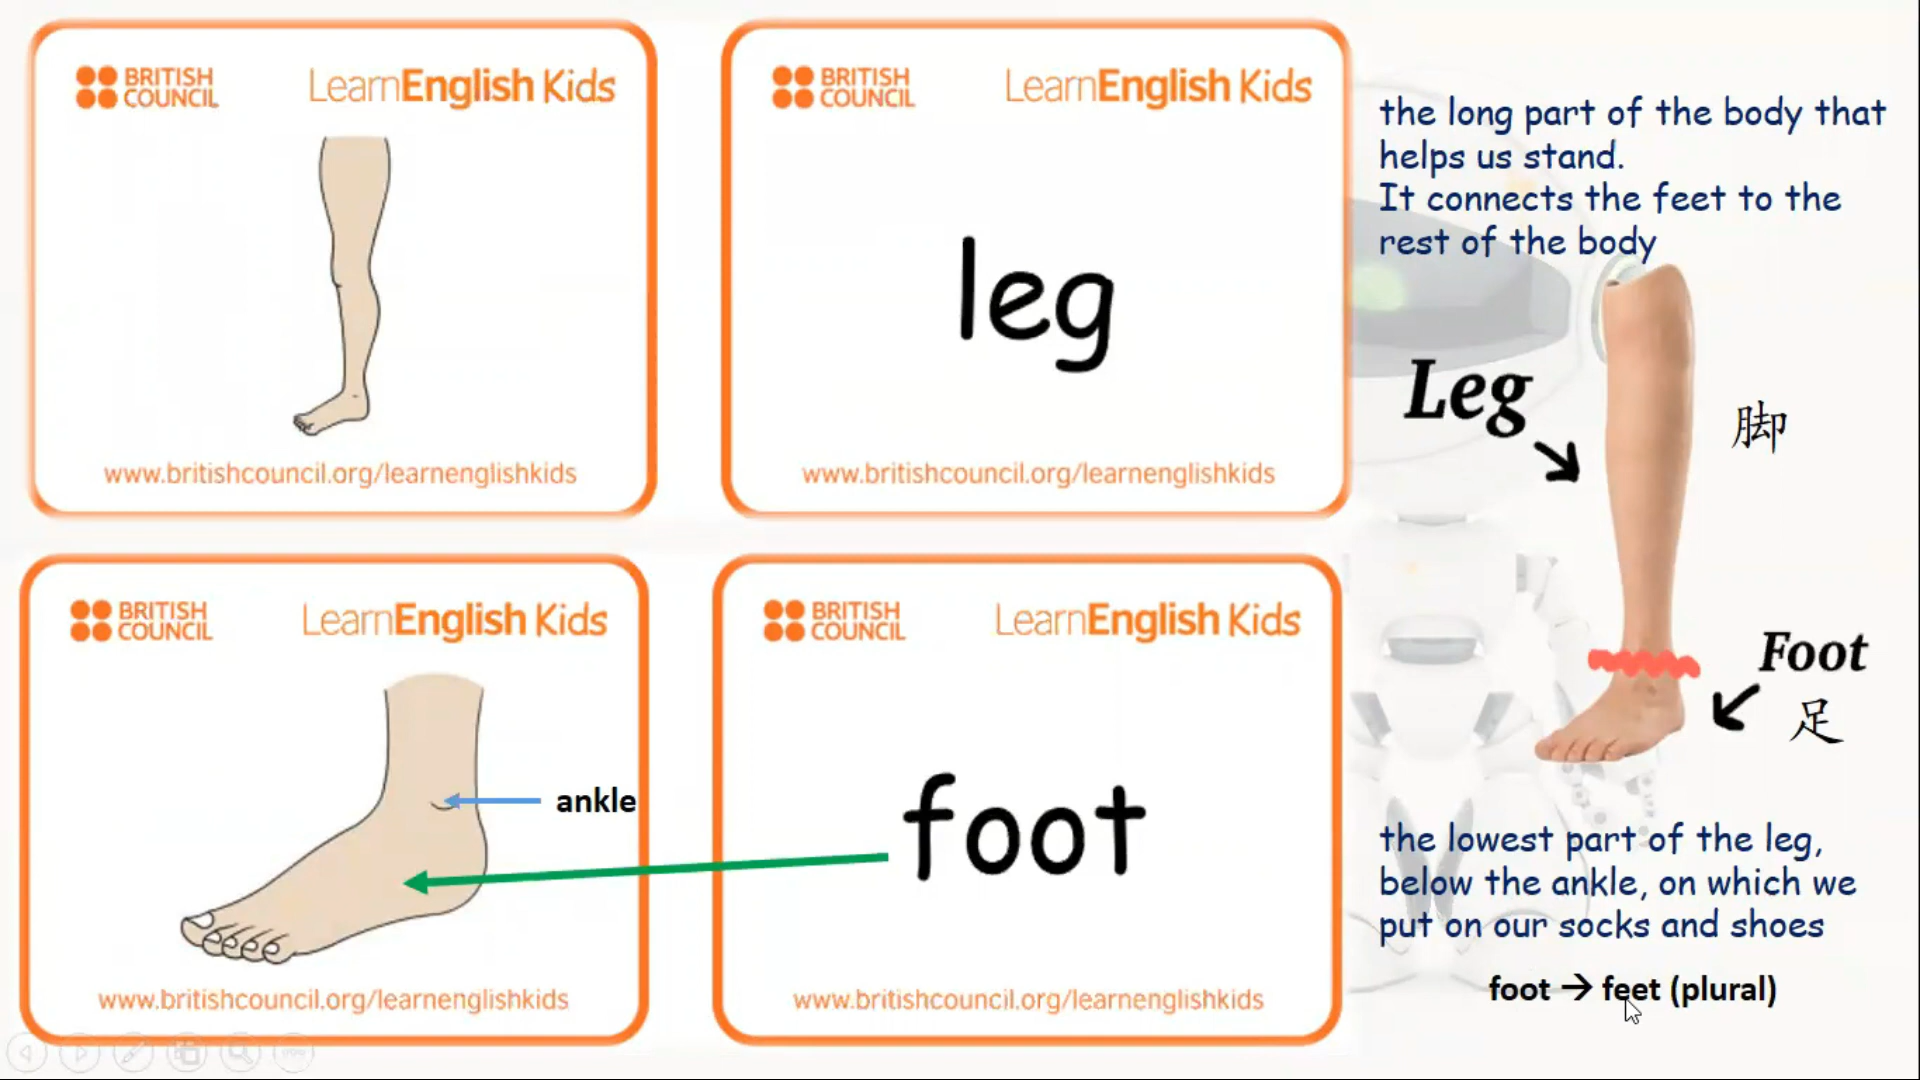 BRITISH
COUNCIL
LearnEnglish Kids
www.britishcouncil.org/learnenglishkids
BRITISH
COUNCIL
LearnEnglish Kids
leg
www.britishcouncil.org/learnenglishkids
the long part of the body that
helps us stand.
It connects the feet to the
rest of the body
Leg
脚
Foot
足
BRITISH
COUNCIL
LearnEnglish Kids
ankle
www.britishcouncil.org/learnenglishkids
BRITISH
COUNCIL
LearnEnglish Kids
foot
www.britishcouncil.org/learnenglishkids
the lowest part of the leg,
below the ankle, on which we
put on our socks and shoes
foot → feet (plural)